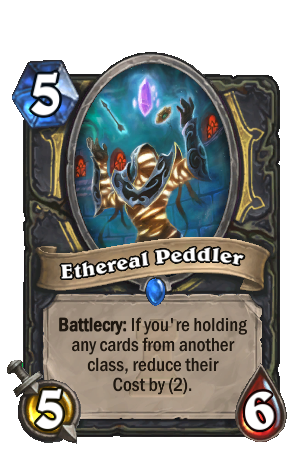 5
Ethereal Peddler
Battlecry: If you're holding
any cards from another
class, reduce their
Cost by (2).
5
6